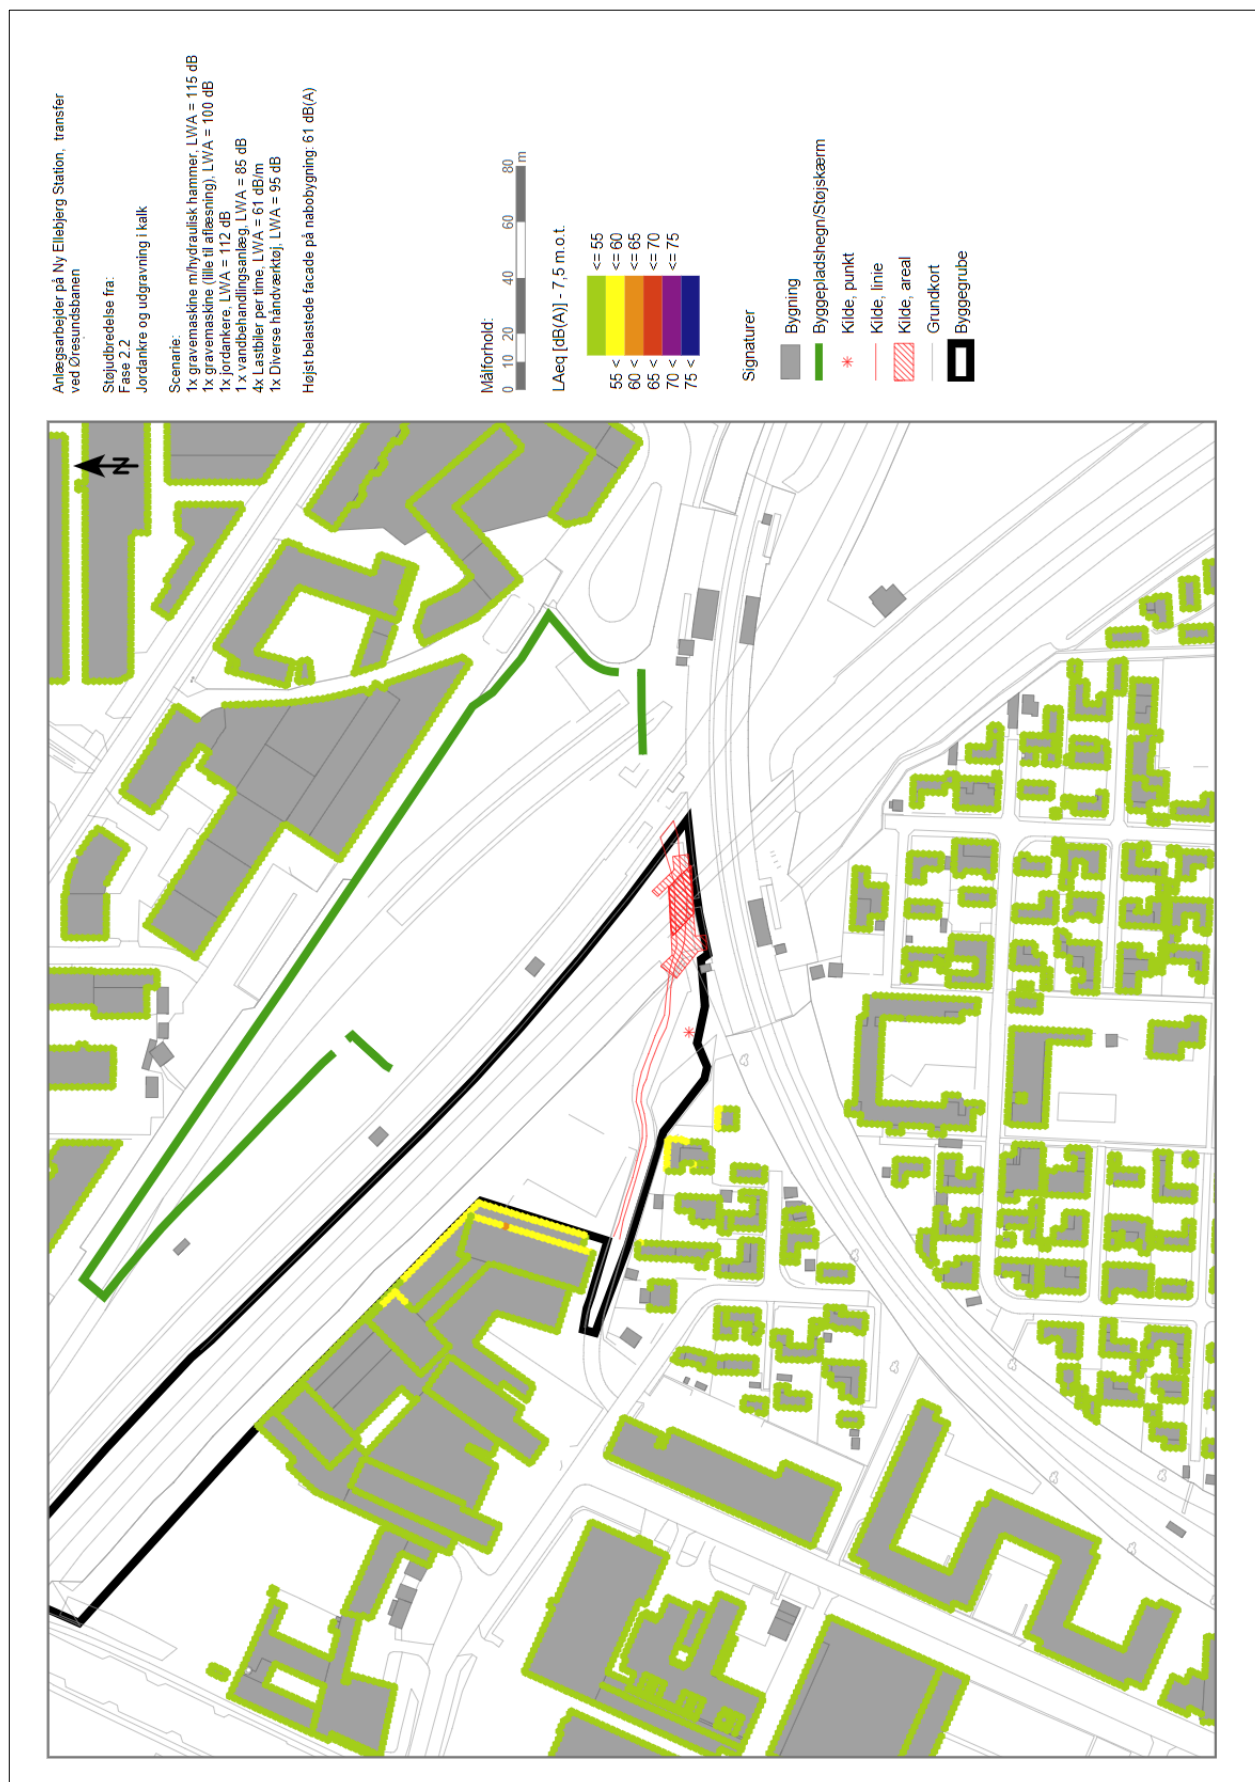 Anlægsarbejder på Ny Ellebjerg Station, transfer
ved Øresundsbanen
Støjudbredelse fra:
Fase 2.2
Jordankre og udgravning i kalk
Scenarie:
1x gravemaskine m/hydraulisk hammer, LWA = 115 dB
1x gravemaskine (lille til aflæsning), LWA = 100 dB
1x jordankere, LWA = 112 dB
1 x vandbehandlingsanlæg, LWA = 85 dB
4x Lastbiler per time, LWA = 61 dB/m
1x Diverse håndværktøj, LWA = 95 dB
Højst belastede facade på nabobygning: 61 dB(A)
Målforhold:
0 10 20 40 60 80
m
LAeq [dB(A)] - 7,5 m.o.t.
<= 55
55 < <= 60
60 < <= 65
65 < <= 70
70 < <= 75
75 <
Signaturer
Bygning
Byggepladshegn/Støjskærm
Kilde, punkt
Kilde, linie
Kilde, areal
Grundkort
Byggegrube
N